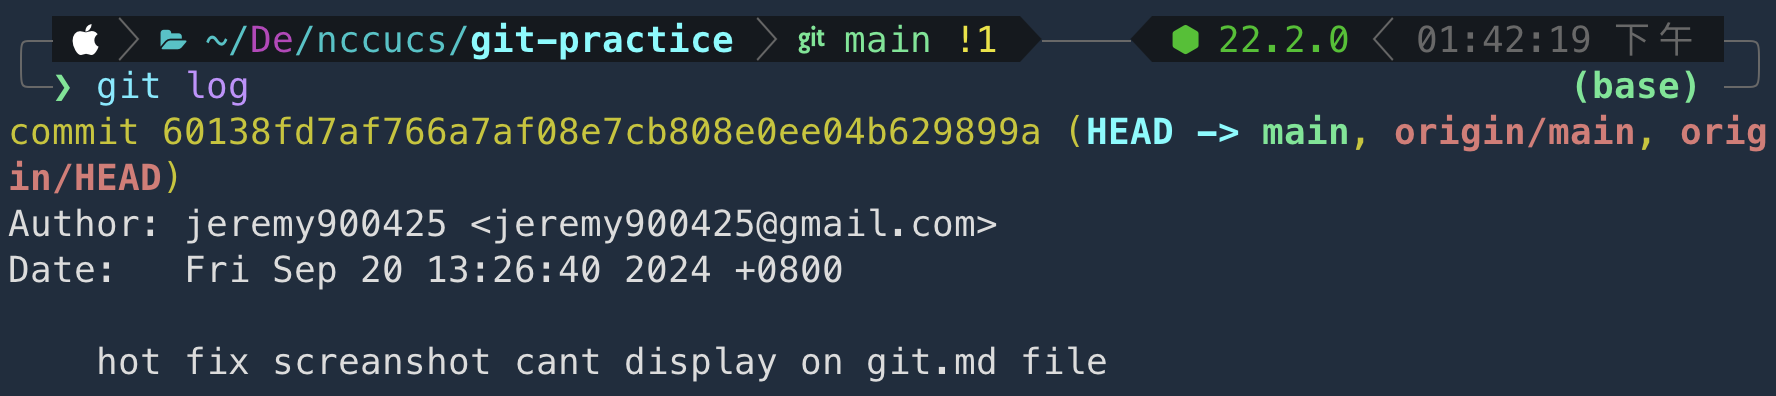 ~/De/nccucs/git-practice git main !1 22.2.0 01:42:19 下午
❯ git log (base)
commit 60138fd7af766a7af08e7cb808e0ee04b629899a (HEAD -> main, origin/main, orig
in/HEAD)
Author: jeremy900425 <jeremy900425@gmail.com>
Date:   Fri Sep 20 13:26:40 2024 +0800
hot fix screanshot cant display on git.md file